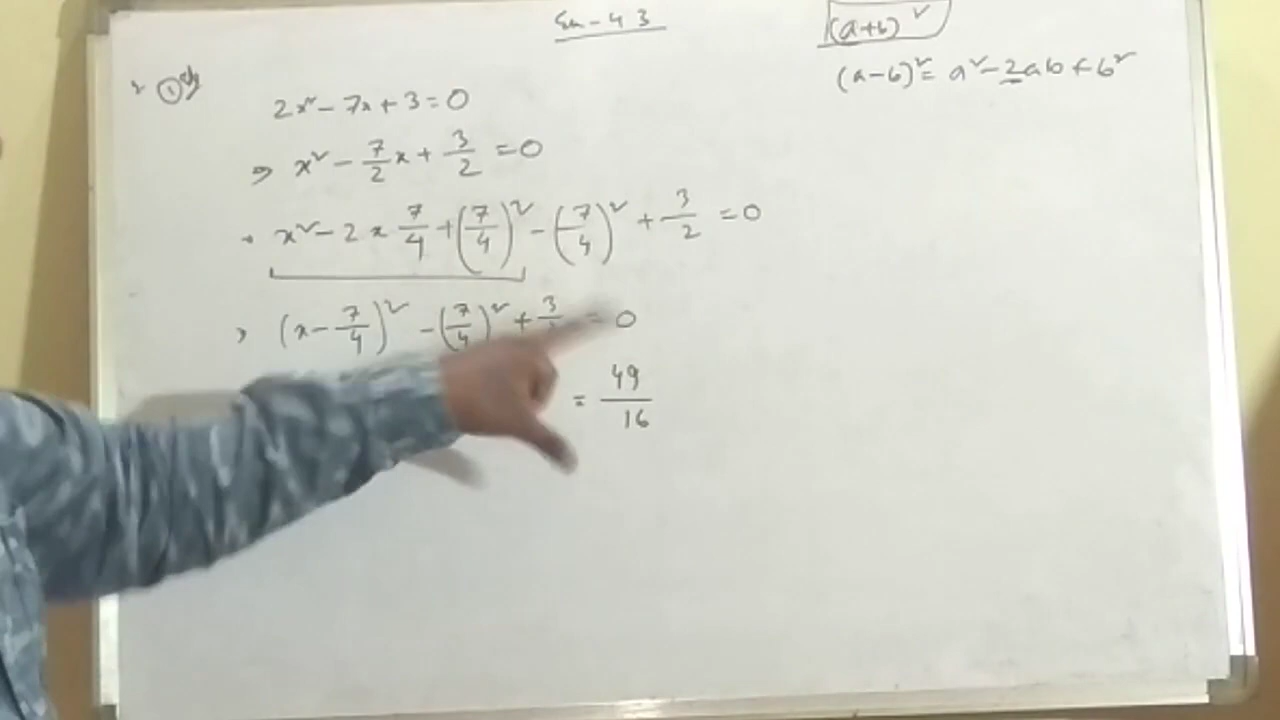 Ex - 4 3
(a+b)²
(a-b)² = a² - 2ab + b²
①
2x² - 7x + 3 = 0
⇒ x² - 7/2 x + 3/2 = 0
x² - 2 x 7/4 + (7/4)² - (7/4)² + 3/2 = 0
(x - 7/4)² - (7/4)² + 3/ = 0
= 49/16